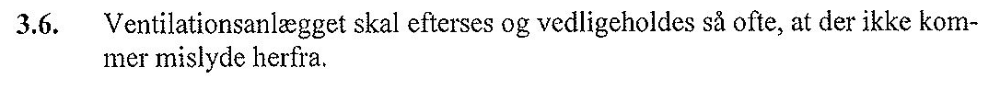 3.6. Ventilationsanlægget skal efterses og vedligeholdes så ofte, at der ikke kom-
mer mislyde herfra.